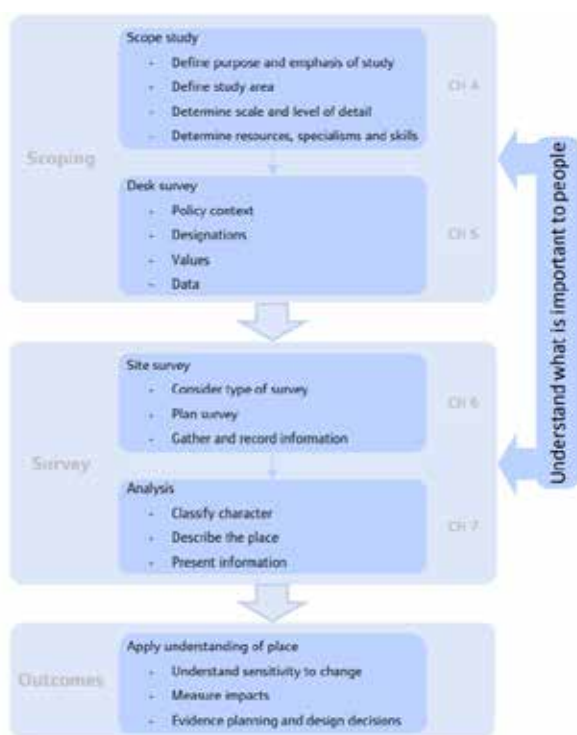 Scope study
- Define purpose and emphasis of study
- Define study area
- Determine scale and level of detail
- Determine resources, specialisms and skills
CH 4
Scoping
Desk survey
- Policy context
- Designations
- Values
- Data
CH 5
Site survey
- Consider type of survey
- Plan survey
- Gather and record information
CH 6
Survey
Analysis
- Classify character
- Describe the place
- Present information
CH 7
Apply understanding of place
- Understand sensitivity to change
- Measure impacts
- Evidence planning and design decisions
Outcomes
Understand what is important to people